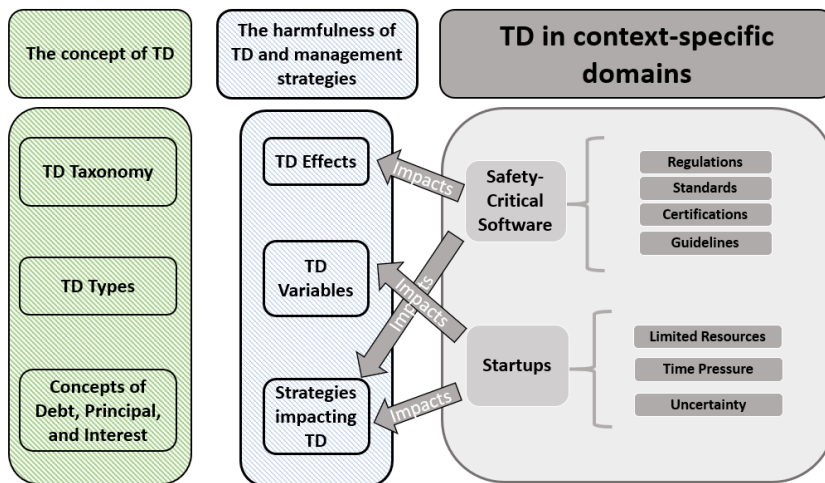 The concept of TD
The harmfulness of
TD and management
strategies
TD in context-specific
domains
TD Taxonomy
TD Types
Concepts of
Debt, Principal,
and Interest
TD Effects
TD
Variables
Strategies
impacting
TD
Impacts
Impacts
Impacts
Impacts
Safety-
Critical
Software
Startups
Regulations
Standards
Certifications
Guidelines
Limited Resources
Time Pressure
Uncertainty